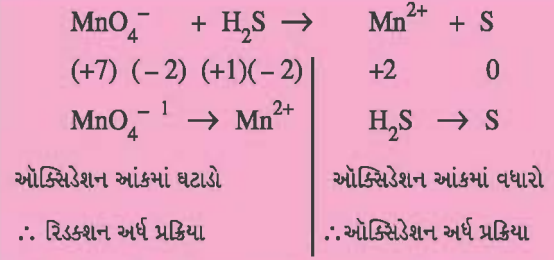 MnO₄⁻ + H₂S → Mn²⁺ + S
(+7) (−2) (+1)(−2) +2 0
MnO₄⁻ ¹ → Mn²⁺ H₂S → S
ઑક્સિડેશન આંકમાં ઘટાડો ઑક્સિડેશન આંકમાં વધારો
∴ રિડક્શન અર્ધ પ્રક્રિયા ∴ઑક્સિડેશન અર્ધ પ્રક્રિયા